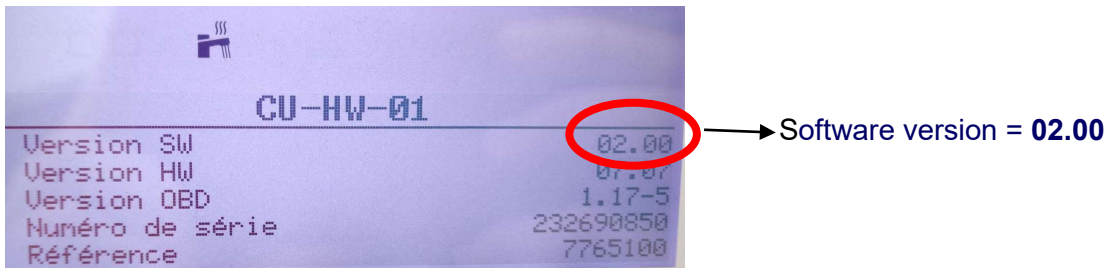 CU-HW-01
Version SW 02.00
Version HW 07.07
Version OBD 1.17-5
Numéro de série 232690850
Référence 7765100
Software version = 02.00